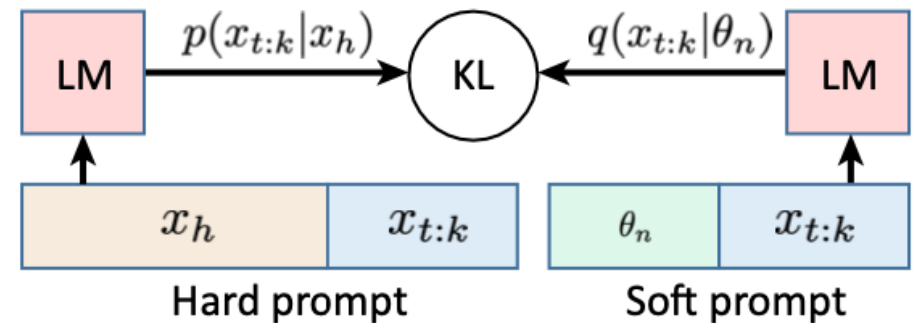 p(x_{t:k}|x_h) q(x_{t:k}|θ_n)
LM KL LM
x_h x_{t:k} θ_n x_{t:k}
Hard prompt Soft prompt